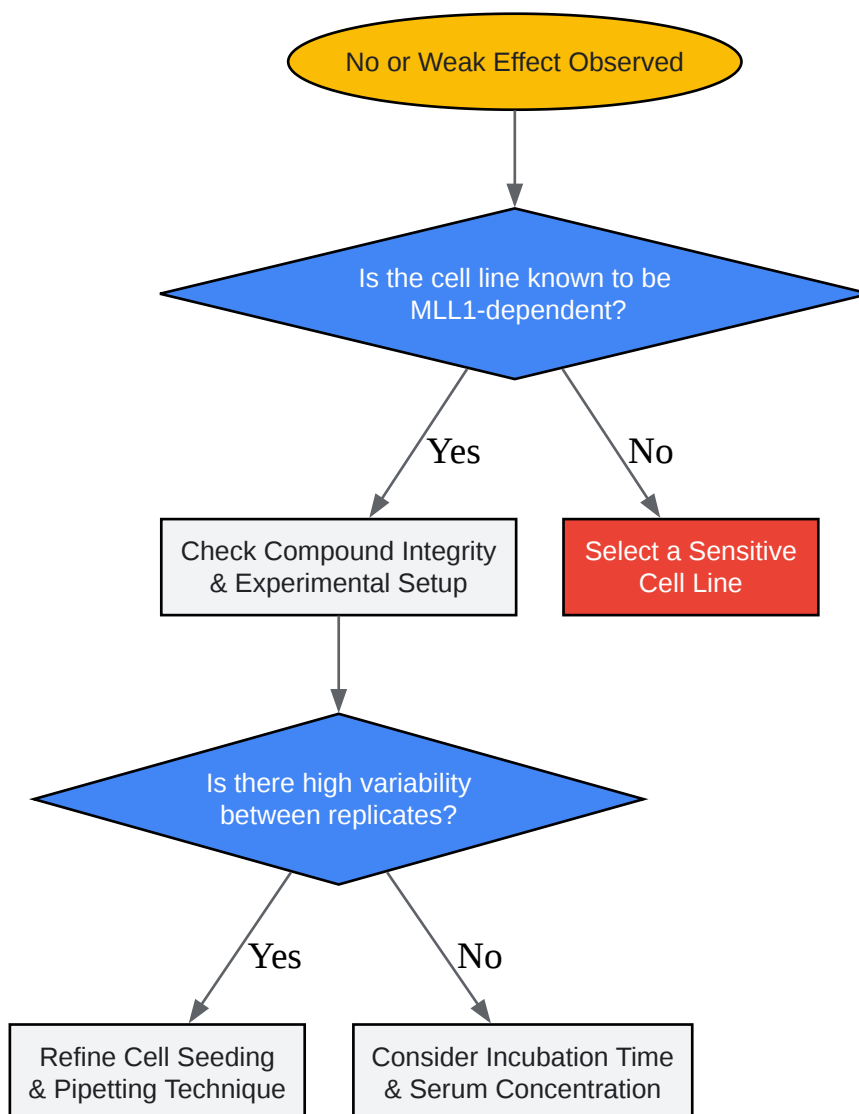 No or Weak Effect Observed
Is the cell line known to be
MLL1-dependent?
Yes
No
Check Compound Integrity
& Experimental Setup
Select a Sensitive
Cell Line
Is there high variability
between replicates?
Yes
No
Refine Cell Seeding
& Pipetting Technique
Consider Incubation Time
& Serum Concentration